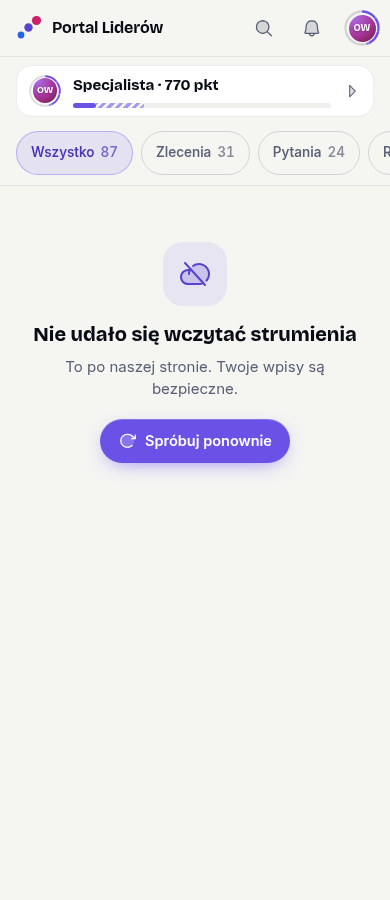 Portal Liderów
OW
OW
Specjalista · 770 pkt
Wszystko 87
Zlecenia 31
Pytania 24
R
Nie udało się wczytać strumienia
To po naszej stronie. Twoje wpisy są
bezpieczne.
Spróbuj ponownie